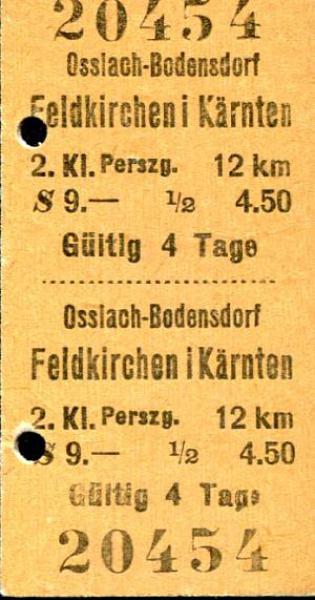 20454
Ossiach-Bodensdorf
Feldkirchen i Kärnten
2. Kl. Perszg. 12 km
S 9.— 1/2 4.50
Gültig 4 Tage
Ossiach-Bodensdorf
Feldkirchen i Kärnten
2. Kl. Perszg. 12 km
S 9.— 1/2 4.50
Gültig 4 Tage
20454